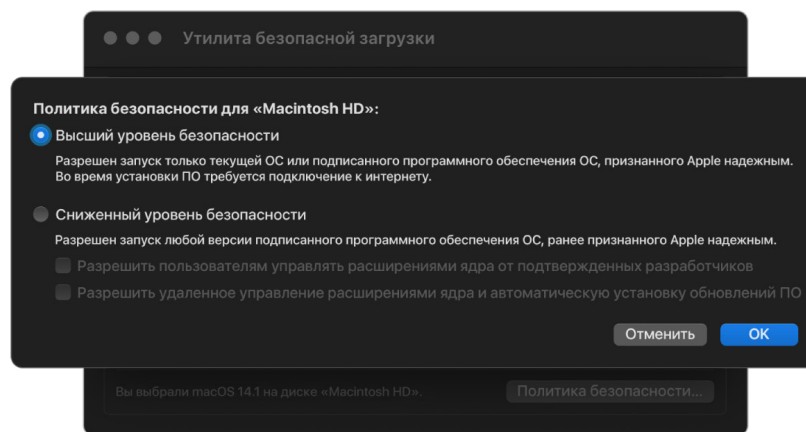 Утилита безопасной загрузки
Политика безопасности для «Macintosh HD»:
Высший уровень безопасности
Разрешен запуск только текущей ОС или подписанного программного обеспечения ОС, признанного Apple надежным.
Во время установки ПО требуется подключение к интернету.
Сниженный уровень безопасности
Разрешен запуск любой версии подписанного программного обеспечения ОС, ранее признанного Apple надежным.
Разрешить пользователям управлять расширениями ядра от подтвержденных разработчиков
Разрешить удаленное управление расширениями ядра и автоматическую установку обновлений ПО
Отменить OK
Вы выбрали macOS 14.1 на диске «Macintosh HD». Политика безопасности...